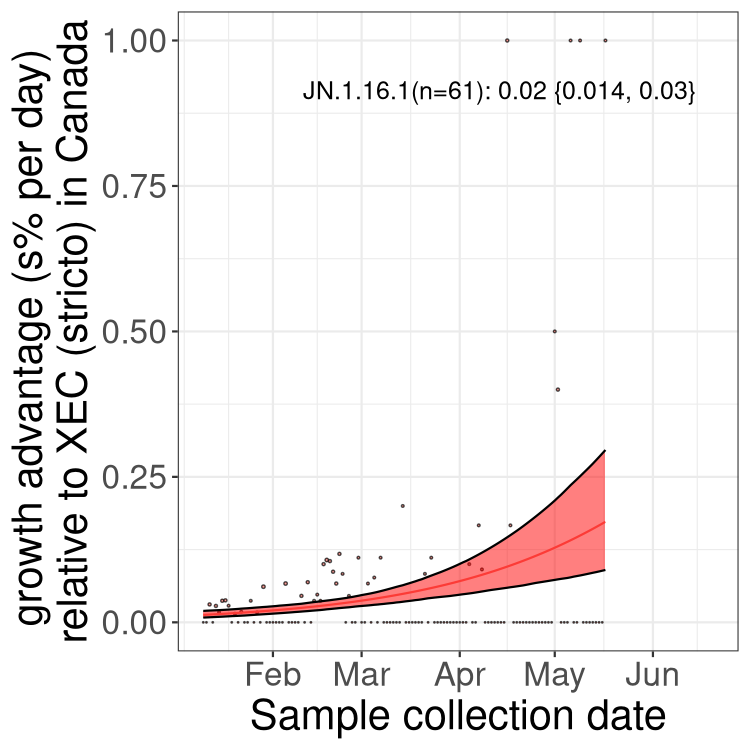 growth advantage (s% per day)
relative to XEC (stricto) in Canada
1.00
0.75
0.50
0.25
0.00
JN.1.16.1(n=61): 0.02 {0.014, 0.03}
Feb Mar Apr May Jun
Sample collection date